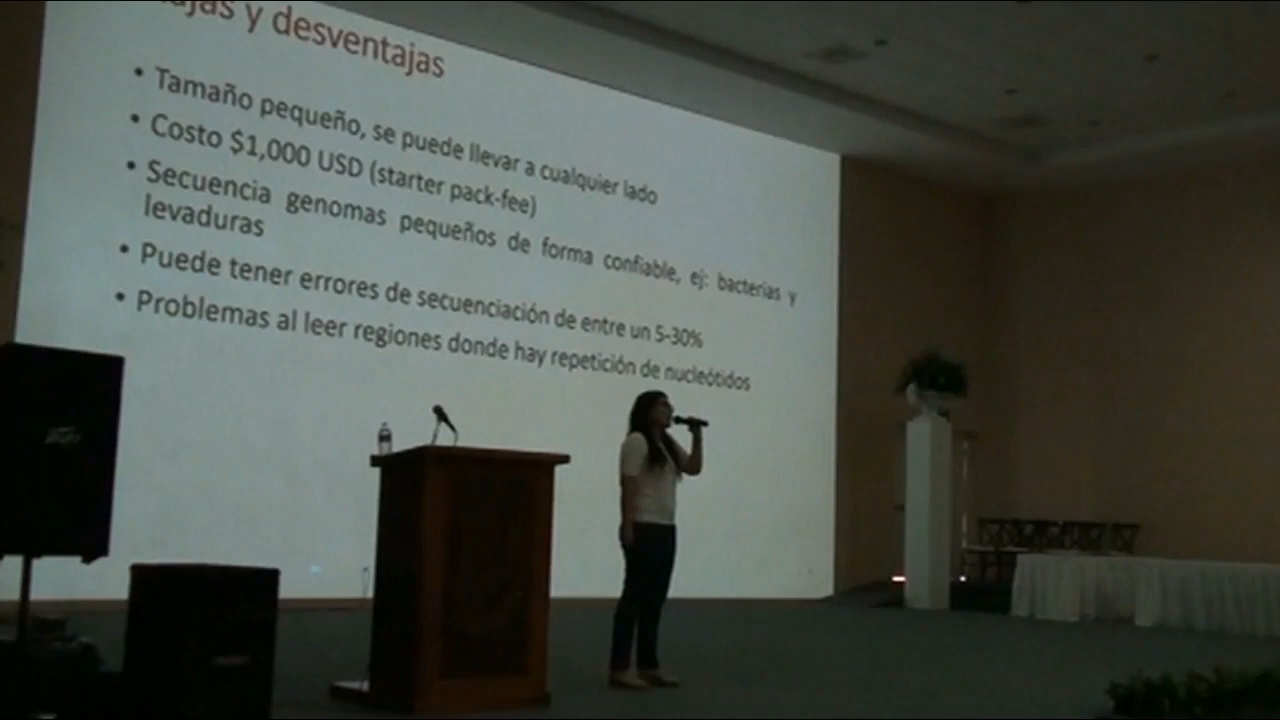 y desventajas
• Tamaño pequeño, se puede llevar a cualquier lado
• Costo $1,000 USD (starter pack-fee)
• Secuencia genomas pequeños de forma confiable, ej: bacterias y
levaduras
• Puede tener errores de secuenciación de entre un 5-30%
• Problemas al leer regiones donde hay repetición de nucleótidos